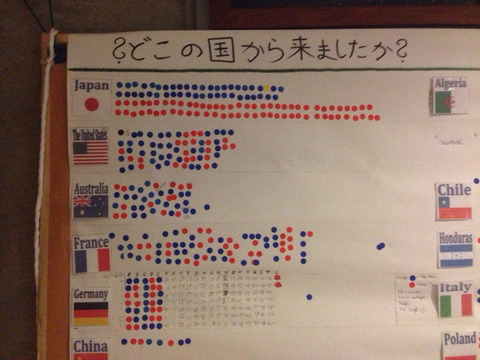 ?どこの国から来ましたか?
Japan
Algeria
The United States
Australia
Chile
France
Honduras
Germany
Italy
China
Poland